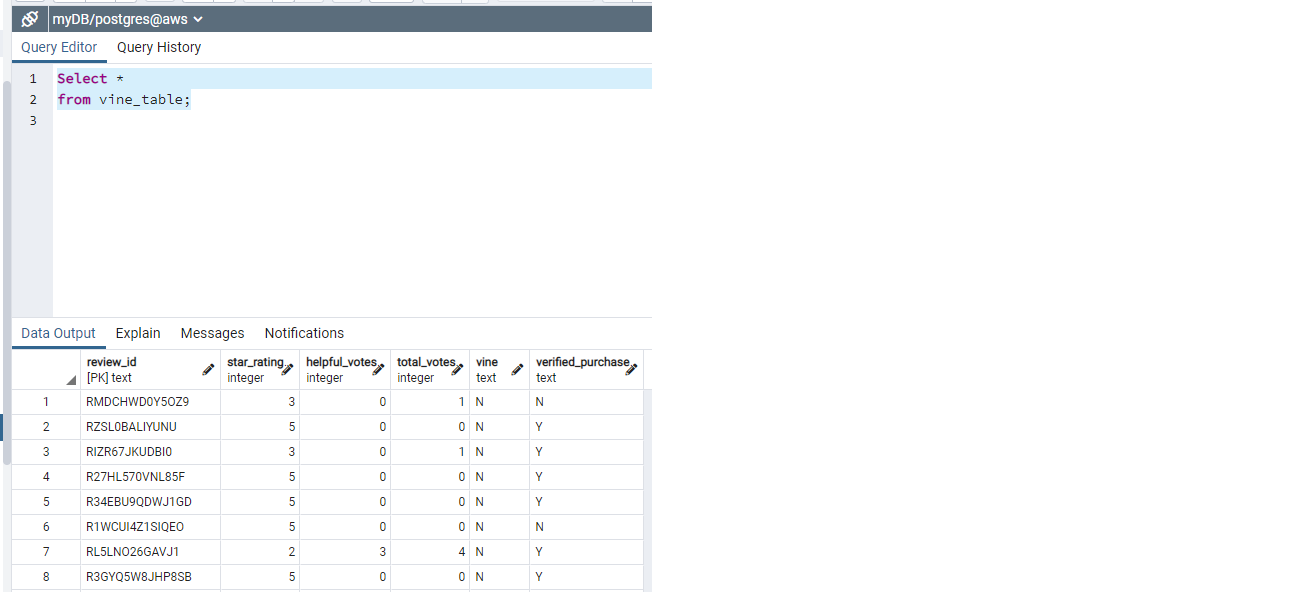 myDB/postgres@aws
Query Editor Query History
1 Select *
2 from vine_table;
3
Data Output Explain Messages Notifications
review_id star_rating helpful_votes total_votes vine verified_purchase
[PK] text integer integer integer text text
1 RMDCHWD0Y5OZ9 3 0 1 N N
2 RZSL0BALIYUNU 5 0 0 N Y
3 RIZR67JKUDBI0 3 0 1 N Y
4 R27HL570VNL85F 5 0 0 N Y
5 R34EBU9QDWJ1GD 5 0 0 N Y
6 R1WCUI4Z1SIQEO 5 0 0 N N
7 RL5LNO26GAVJ1 2 3 4 N Y
8 R3GYQ5W8JHP8SB 5 0 0 N Y